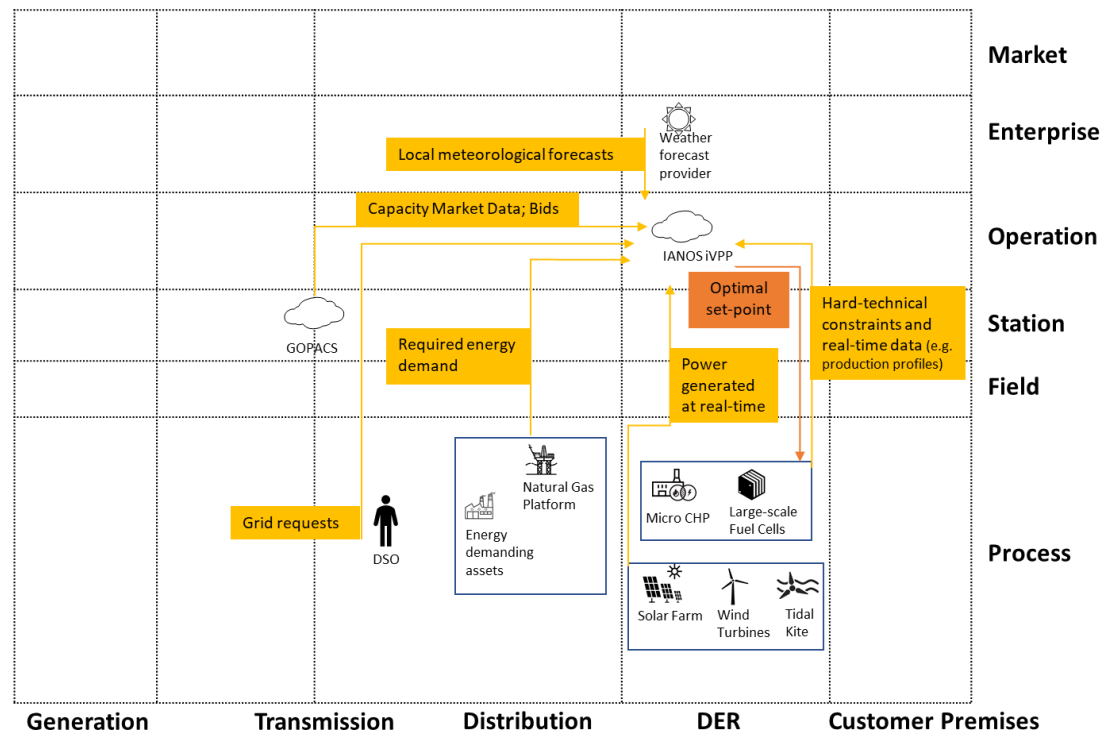 Market
Enterprise
Weather
forecast
provider
Local meteorological forecasts
Capacity Market Data; Bids
Operation
IANOS iVPP
Optimal
set-point
Hard-technical
constraints and
real-time data (e.g.
production profiles)
Station
GOPACS
Required energy
demand
Power
generated
at real-time
Field
Natural Gas
Platform
Energy
demanding
assets
Micro CHP
Large-scale
Fuel Cells
Grid requests
DSO
Process
Solar Farm
Wind
Turbines
Tidal
Kite
Generation
Transmission
Distribution
DER
Customer Premises